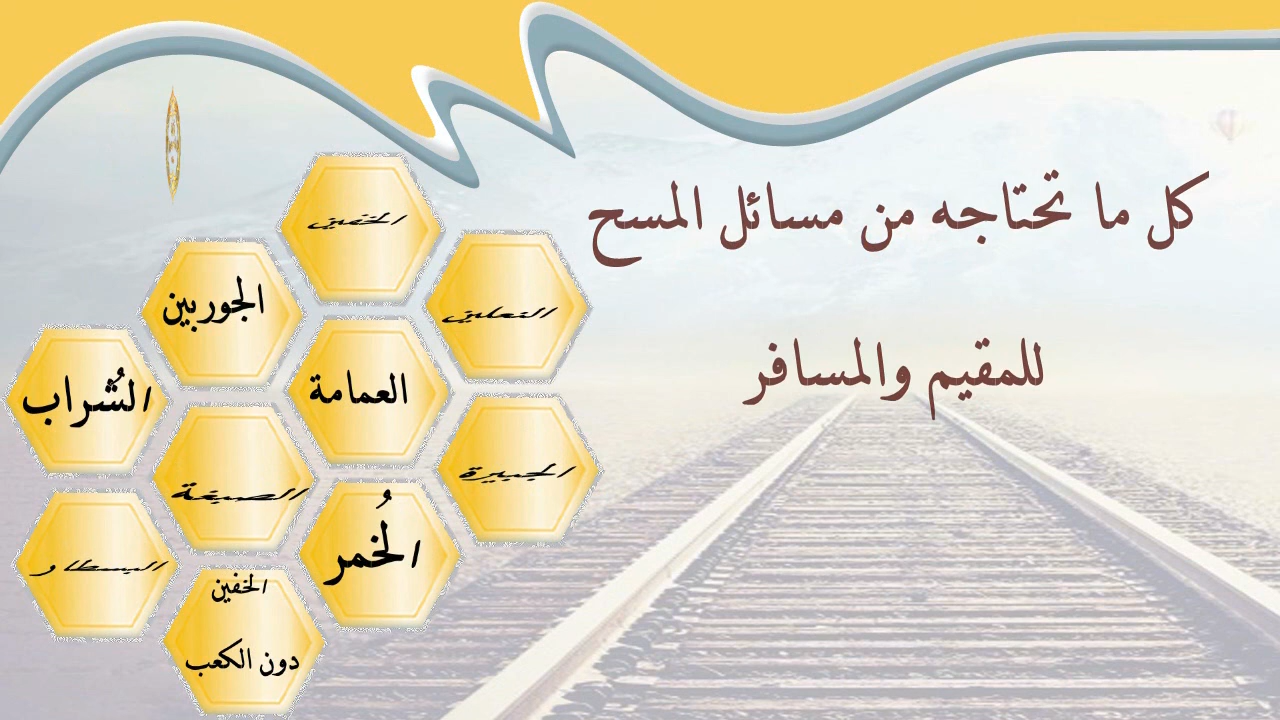 كل ما تحتاجه من مسائل المسح
للمقيم والمسافر
الخفين
الجوربين
النعلين
الشُراب
العمامة
الصبغة
الجبيرة
الخُمر
البسطار
الخفين
دون الكعب